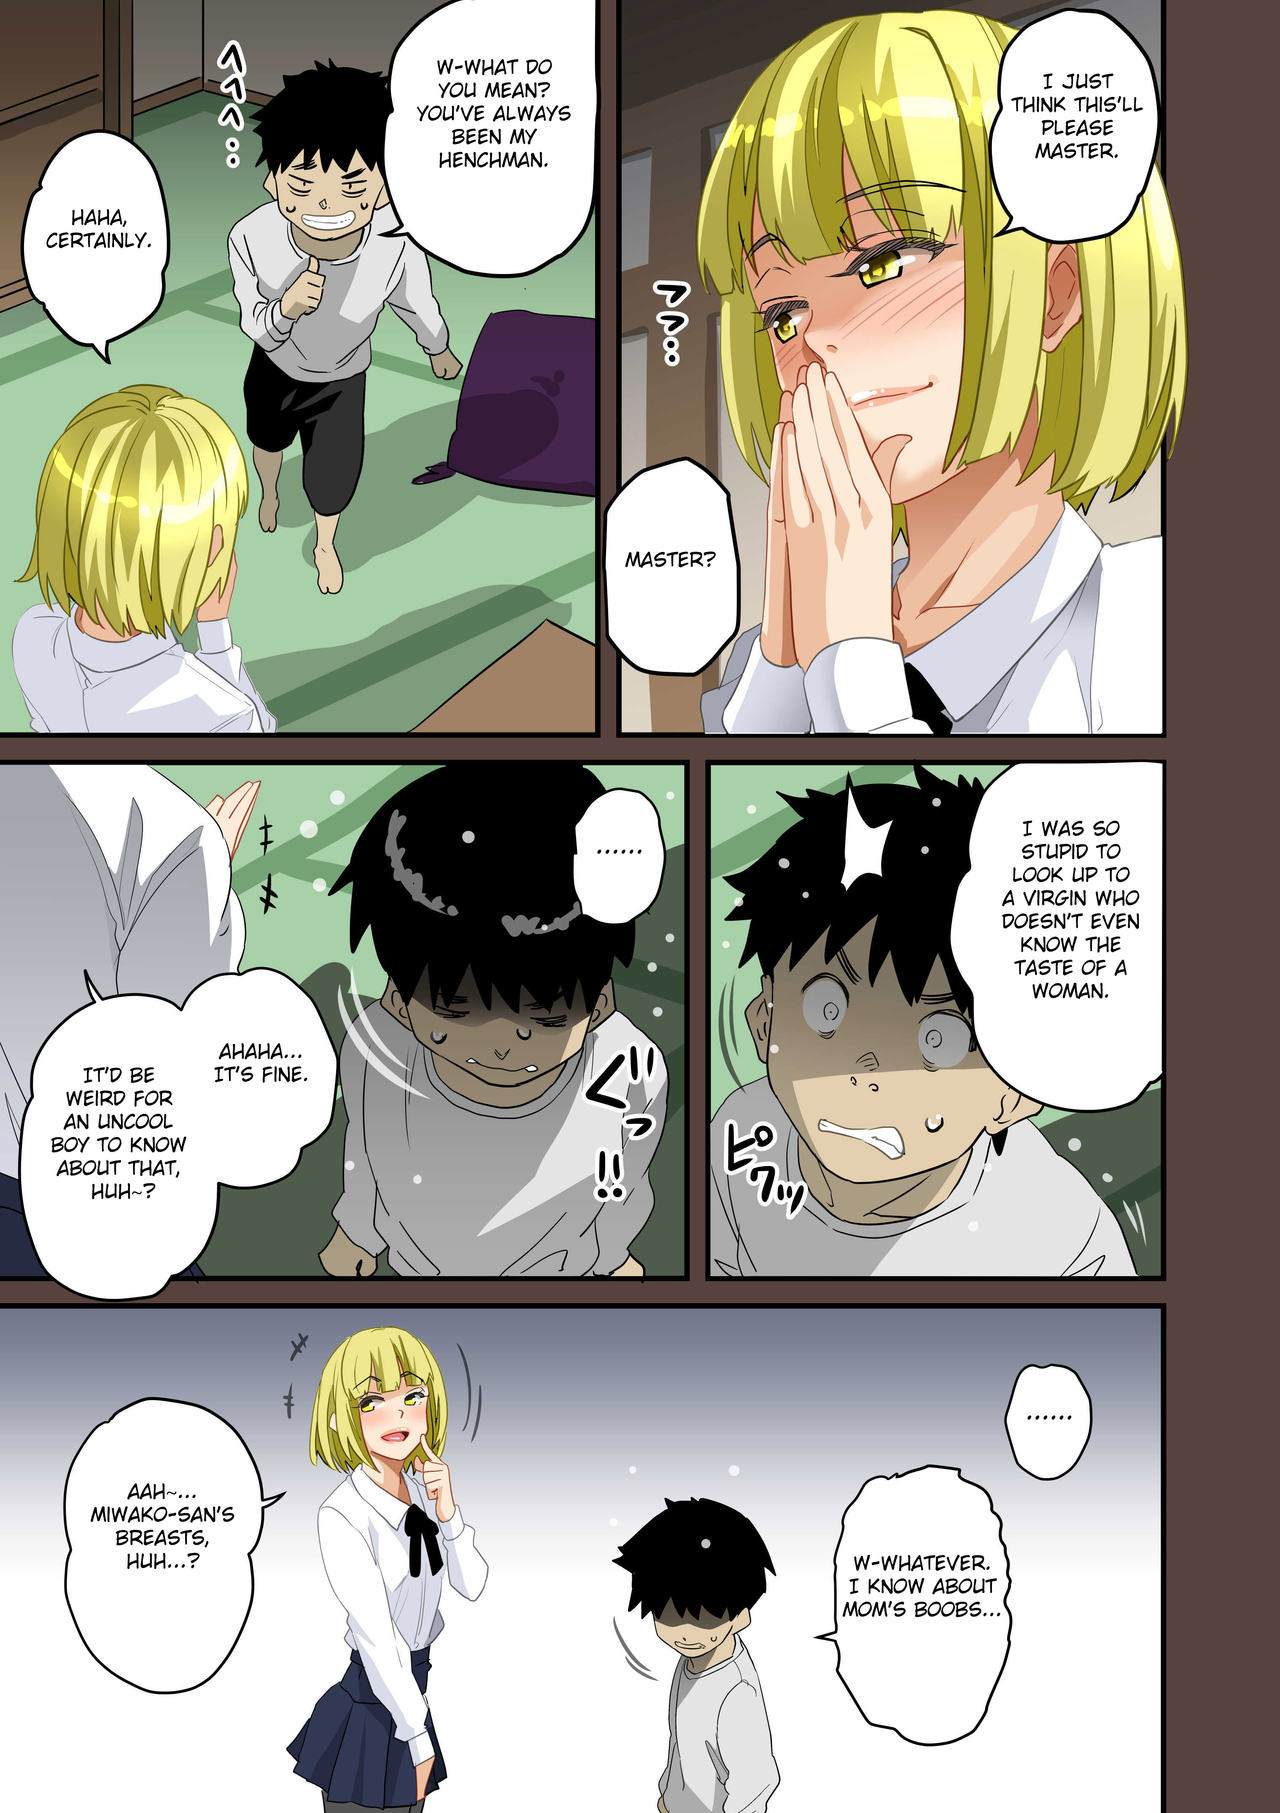 I JUST
THINK THIS'LL
PLEASE
MASTER.
フフ…
MASTER?
W-WHAT DO
YOU MEAN?
YOU'VE ALWAYS
BEEN MY
HENCHMAN.
へへへ…
HAHA,
CERTAINLY.
I WAS SO
STUPID TO
LOOK UP TO
A VIRGIN WHO
DOESN'T EVEN
KNOW THE
TASTE OF A
WOMAN.
ピクッ
......
ぐっ!!
AHAHA...
IT'S FINE.
IT'D BE
WEIRD FOR
AN UNCOOL
BOY TO KNOW
ABOUT THAT,
HUH~?
......
W-WHATEVER.
I KNOW ABOUT
MOM'S BOOBS...
AAH~...
MIWAKO-SAN'S
BREASTS,
HUH...?